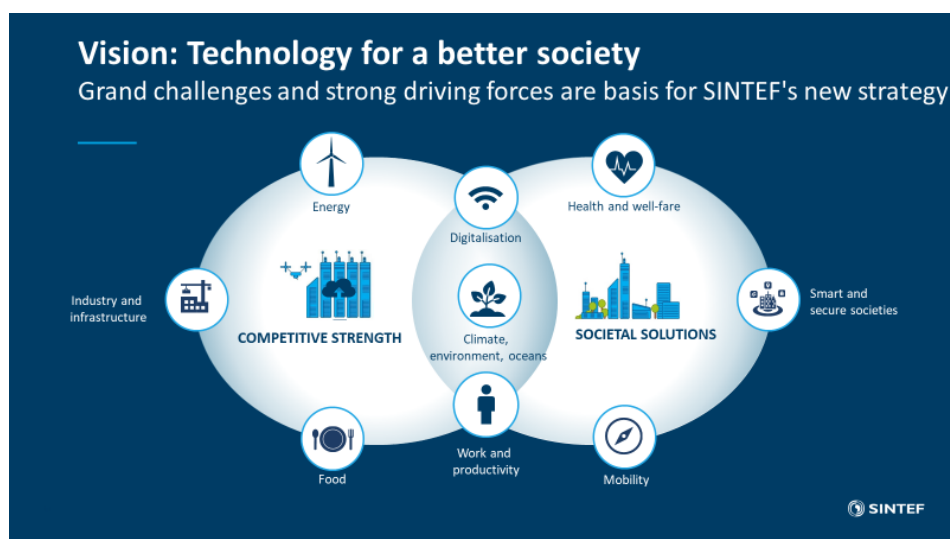 Vision: Technology for a better society
Grand challenges and strong driving forces are basis for SINTEF's new strategy
Energy
Digitalisation
Health and well-fare
Industry and
infrastructure
COMPETITIVE STRENGTH
Climate,
environment, oceans
SOCIETAL SOLUTIONS
Smart and
secure societies
Food
Work and
productivity
Mobility
SINTEF